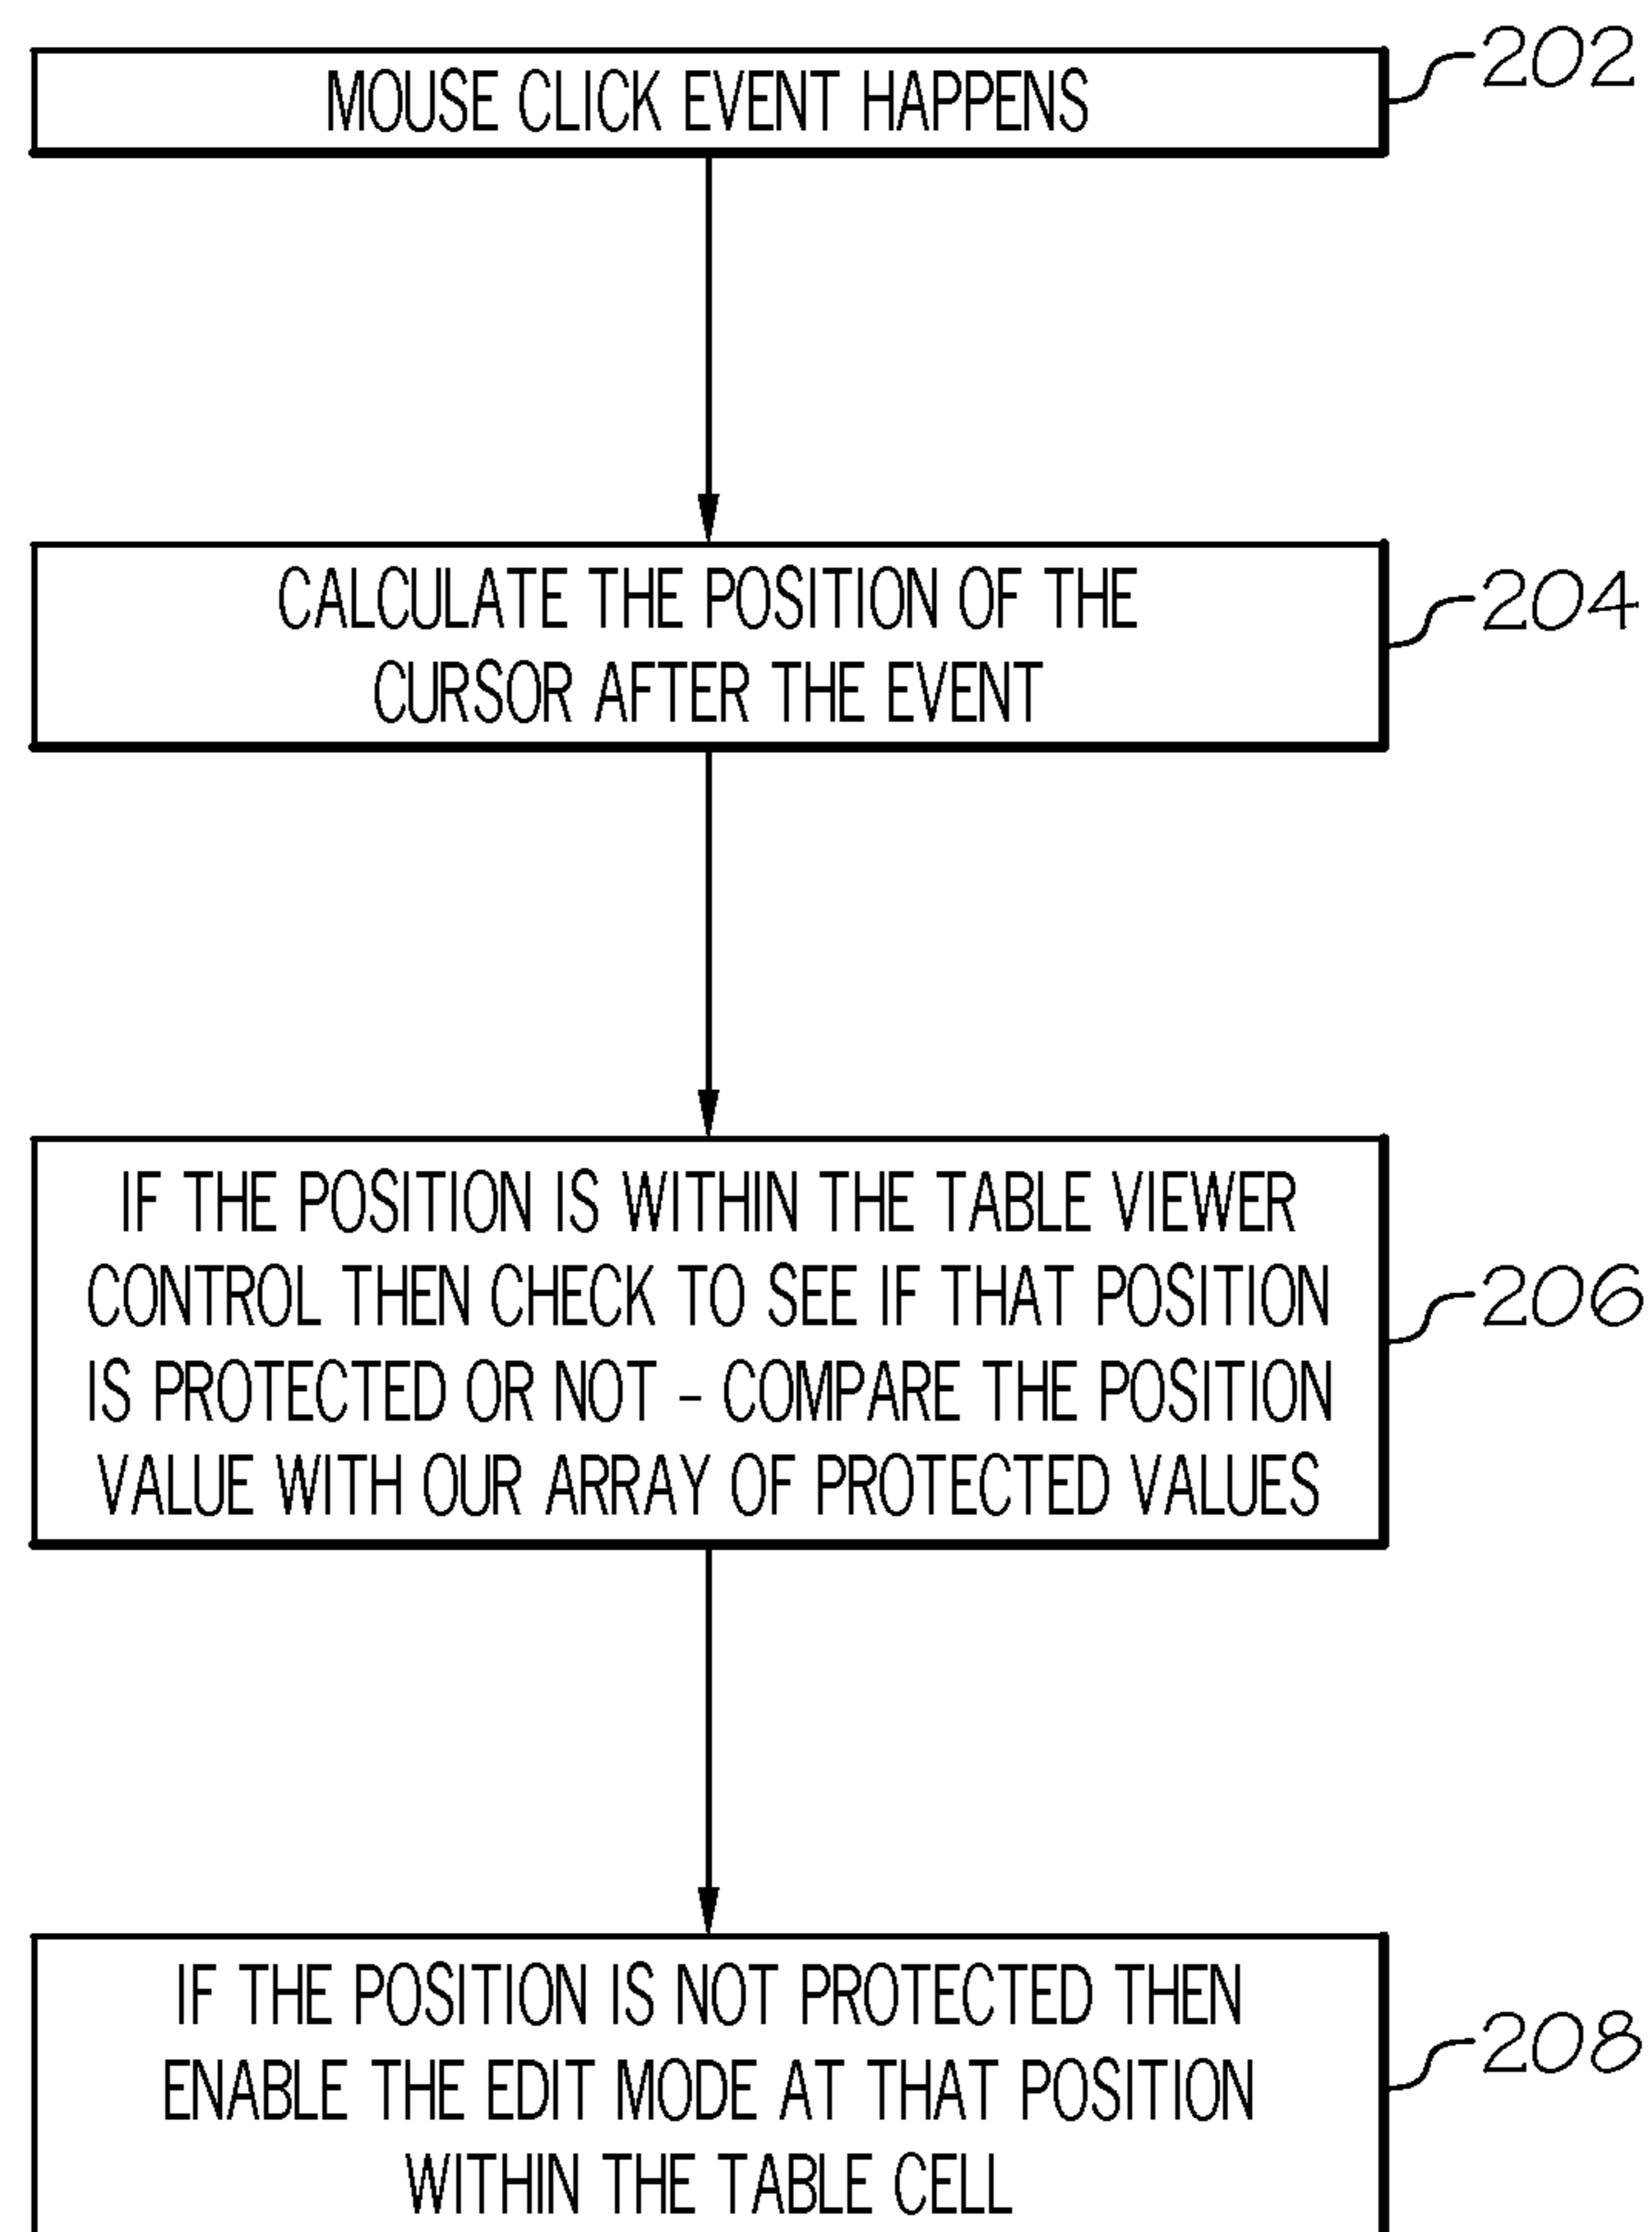 MOUSE CLICK EVENT HAPPENS
202
CALCULATE THE POSITION OF THE
CURSOR AFTER THE EVENT
204
IF THE POSITION IS WITHIN THE TABLE VIEWER
CONTROL THEN CHECK TO SEE IF THAT POSITION
IS PROTECTED OR NOT – COMPARE THE POSITION
VALUE WITH OUR ARRAY OF PROTECTED VALUES
206
IF THE POSITION IS NOT PROTECTED THEN
ENABLE THE EDIT MODE AT THAT POSITION
WITHIN THE TABLE CELL
208